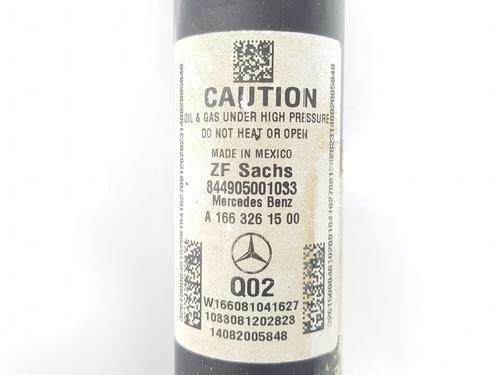 CAUTION
OIL & GAS UNDER HIGH PRESSURE
DO NOT HEAT OR OPEN
MADE IN MEXICO
ZF Sachs
844905001033
Mercedes Benz
A 166 326 15 00
Q02
W166081041627
1033081202823
14082005848